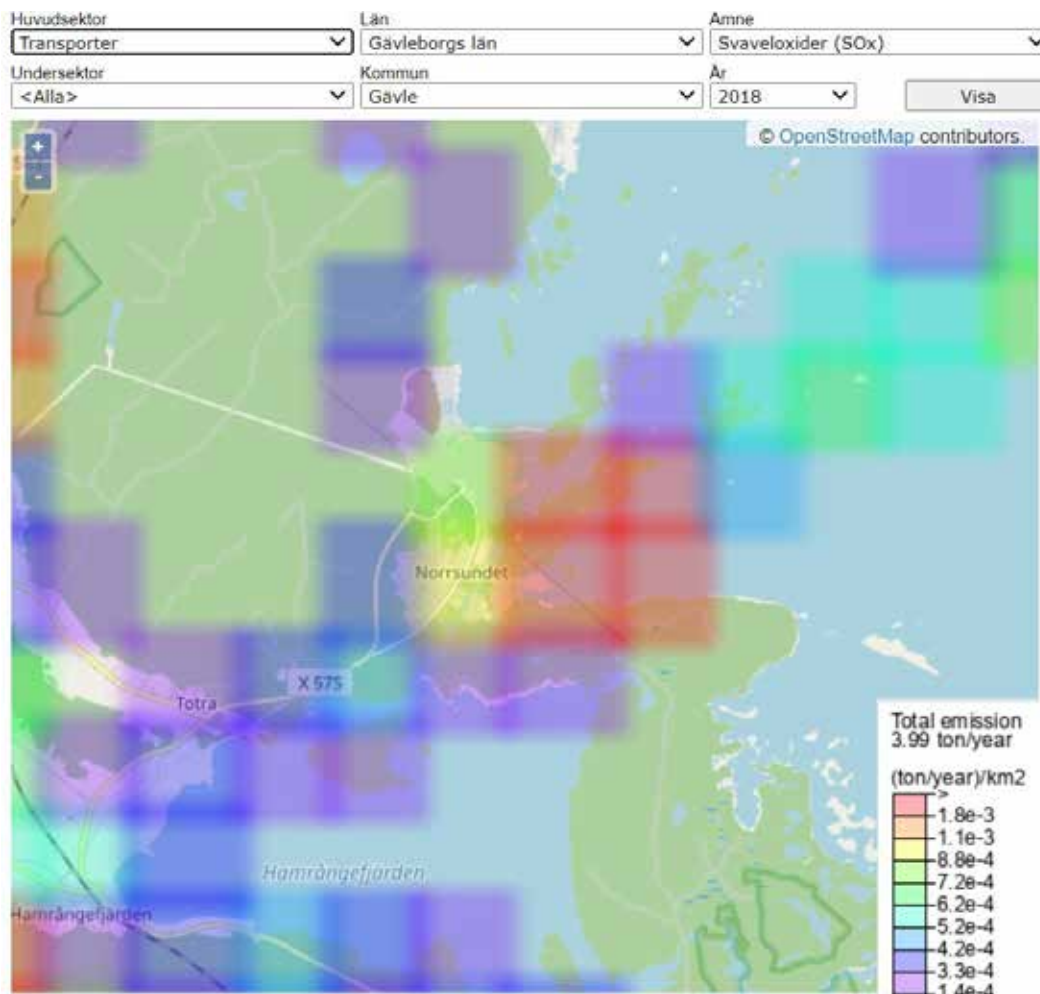 Huvudsektor Län Ämne
Transporter Gävleborgs län Svaveloxider (SOx)
Undersektor Kommun År
<Alla> Gävle 2018 Visa
+
-
© OpenStreetMap contributors.
Norrsundet
X 575
Totra
Hamrångefjärden
Hamrångefjärden
Total emission
3.99 ton/year
(ton/year)/km2
>
1.8e-3
1.1e-3
8.8e-4
7.2e-4
6.2e-4
5.2e-4
4.2e-4
3.3e-4
1.4e-4